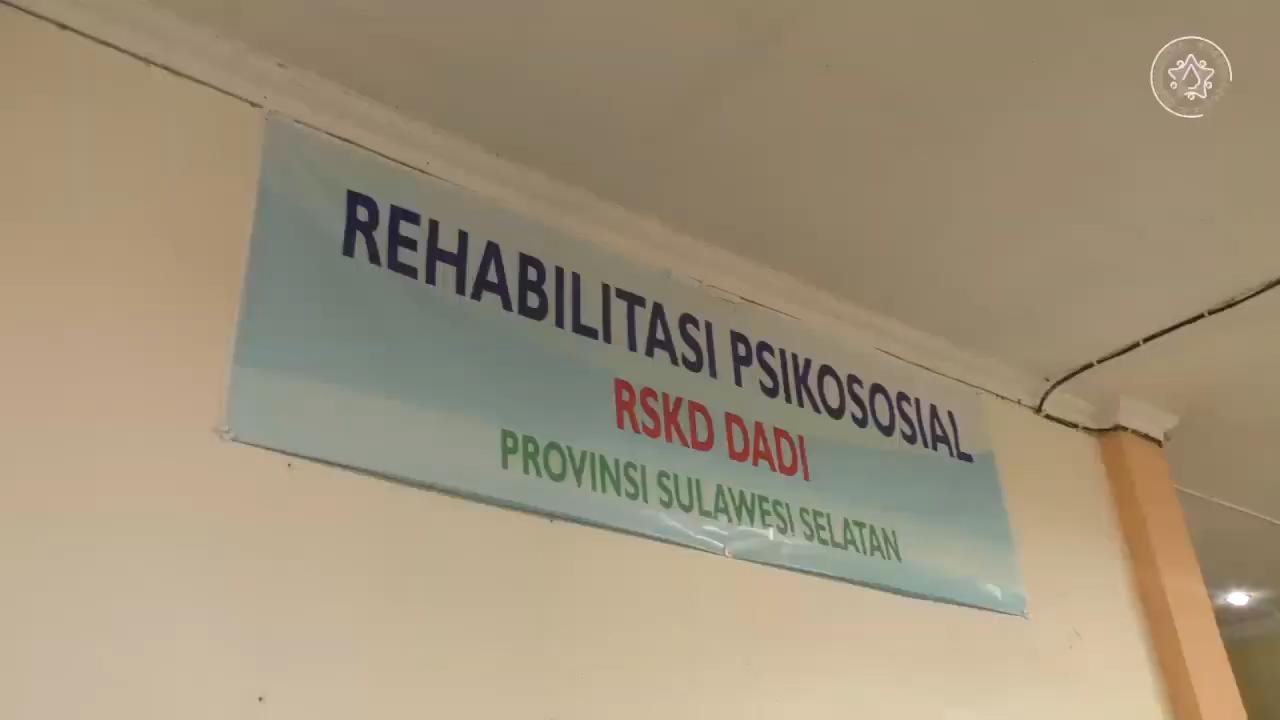 REHABILITASI PSIKOSOSIAL
RSKD DADI
PROVINSI SULAWESI SELATAN